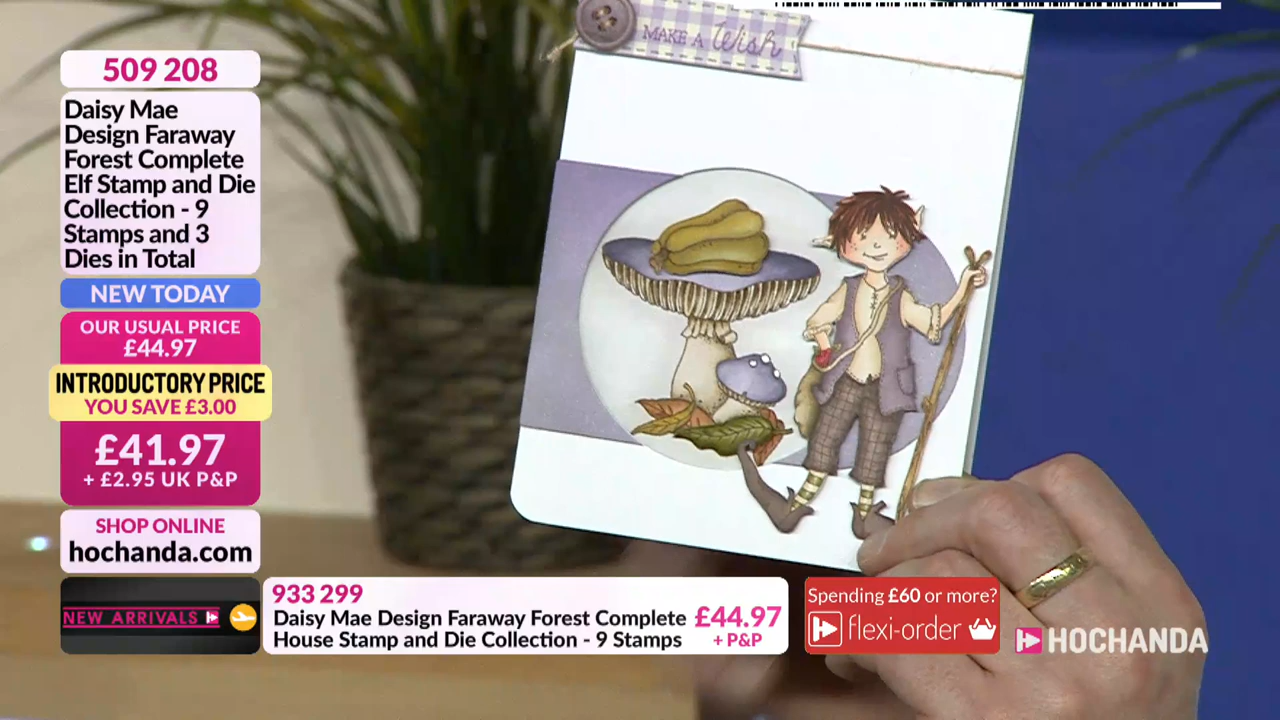 MAKE A Wish
509 208
Daisy Mae
Design Faraway
Forest Complete
Elf Stamp and Die
Collection - 9
Stamps and 3
Dies in Total
NEW TODAY
OUR USUAL PRICE
£44.97
INTRODUCTORY PRICE
YOU SAVE £3.00
£41.97
+ £2.95 UK P&P
SHOP ONLINE
hochanda.com
NEW ARRIVALS
933 299
Daisy Mae Design Faraway Forest Complete
House Stamp and Die Collection - 9 Stamps
£44.97
+ P&P
Spending £60 or more?
flexi-order
HOCHANDA